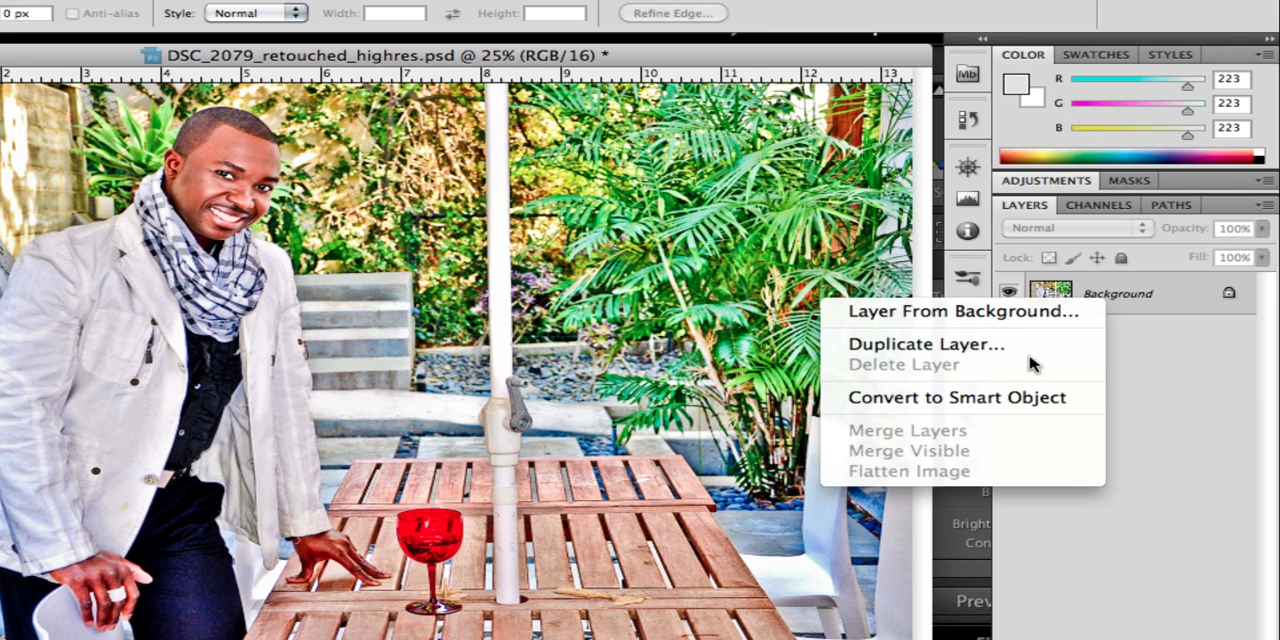 0 px Anti-alias Style: Normal Width: Height: Refine Edge...
DSC_2079_retouched_highres.psd @ 25% (RGB/16) *
2 3 4 5 6 7 8 9 10 11 12 13
COLOR SWATCHES STYLES
Mb
R 223
G 223
B 223
ADJUSTMENTS MASKS
LAYERS CHANNELS PATHS
Normal Opacity: 100%
Lock: Fill: 100%
Background
Layer From Background...
Duplicate Layer...
Delete Layer
Convert to Smart Object
Merge Layers
Merge Visible
Flatten Image
B
Bright
Con
Prev